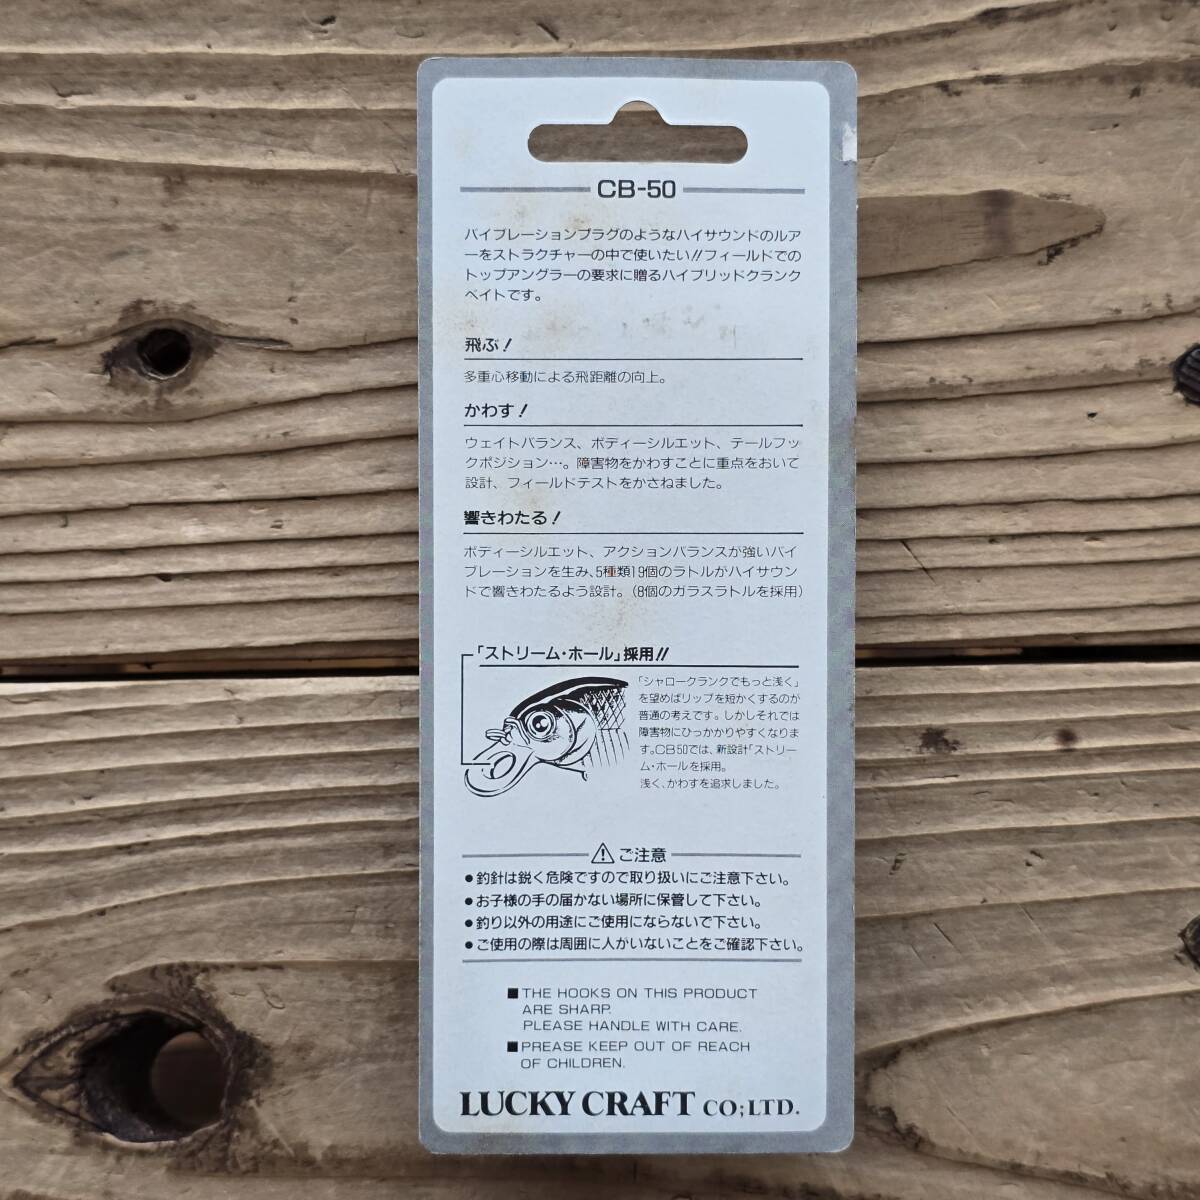 CB-50
バイブレーションプラグのようなハイサウンドのルア
ーをストラクチャーの中で使いたい!!フィールドでの
トップアングラーの要求に贈るハイブリッドクランク
ベイトです。
飛ぶ!
多重心移動による飛距離の向上。
かわす!
ウェイトバランス、ボディーシルエット、テールフッ
クポジション…。障害物をかわすことに重点をおいて
設計、フィールドテストをかさねました。
響きわたる!
ボディーシルエット、アクションバランスが強いバイ
ブレーションを生み、5種類19個のラトルがハイサウン
ドで響きわたるよう設計。(8個のガラスラトルを採用)
「ストリーム・ホール」採用!!
「シャロークランクでもっと浅く」
を望めばリップを短かくするのが
普通の考えです。しかしそれでは
障害物にひっかかりやすくなりま
す。CB50では、新設計「ストリー
ム・ホールを採用。
浅く、かわすを追求しました。
⚠ ご注意
●釣針は鋭く危険ですので取り扱いにご注意下さい。
●お子様の手の届かない場所に保管して下さい。
●釣り以外の用途にご使用にならないで下さい。
●ご使用の際は周囲に人がいないことをご確認下さい。
■THE HOOKS ON THIS PRODUCT
ARE SHARP.
PLEASE HANDLE WITH CARE.
■PREASE KEEP OUT OF REACH
OF CHILDREN.
LUCKY CRAFT CO;LTD.